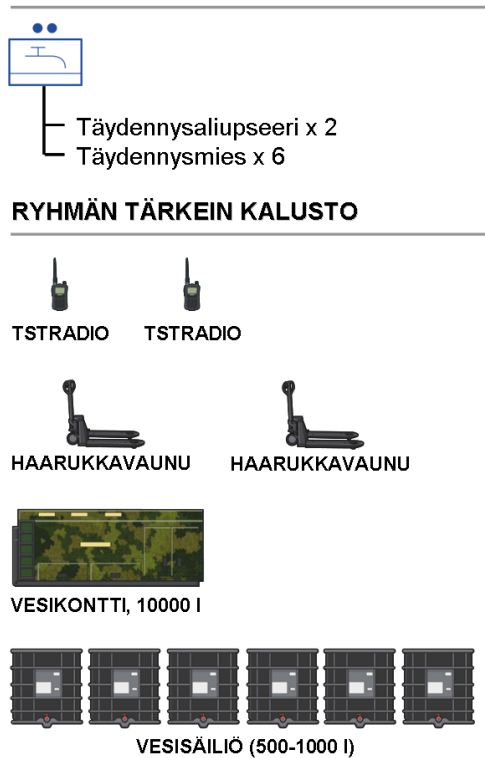 Täydennysaliupseeri x 2
Täydennysmies x 6
RYHMÄN TÄRKEIN KALUSTO
TSTRADIO TSTRADIO
HAARUKKAVAUNU HAARUKKAVAUNU
VESIKONTTI, 10000 l
VESISÄILIÖ (500-1000 l)